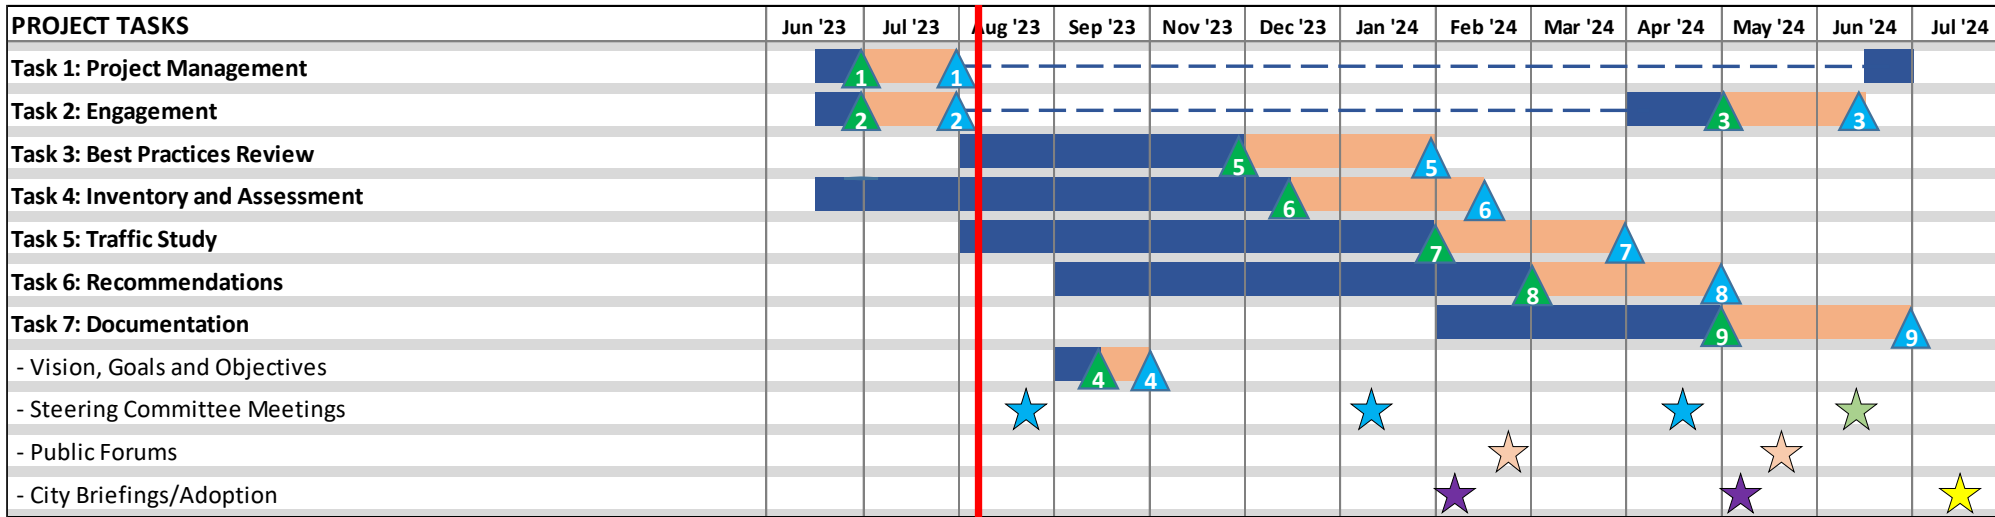 PROJECT TASKS Jun '23 Jul '23 Aug '23 Sep '23 Nov '23 Dec '23 Jan '24 Feb '24 Mar '24 Apr '24 May '24 Jun '24 Jul '24
Task 1: Project Management 1 1
Task 2: Engagement 2 2 3 3
Task 3: Best Practices Review 5 5
Task 4: Inventory and Assessment 6 6
Task 5: Traffic Study 7 7
Task 6: Recommendations 8 8
Task 7: Documentation 9 9
- Vision, Goals and Objectives 4 4
- Steering Committee Meetings
- Public Forums
- City Briefings/Adoption